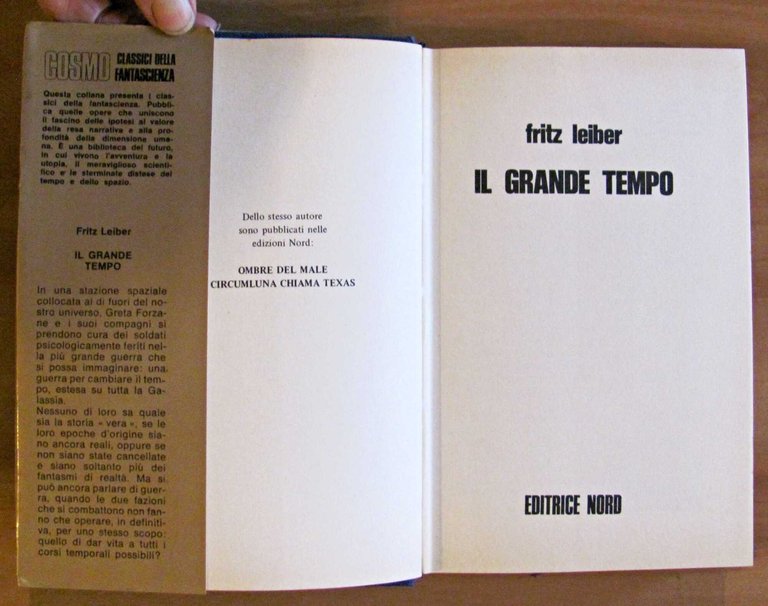 COSMO CLASSICI DELLA
FANTASCIENZA
Questa collana presenta i clas-
sici della fantascienza. Pubbli-
ca quelle opere che uniscono
il fascino delle ipotesi al valore
della resa narrativa e alla pro-
fondità della dimensione uma-
na. È una biblioteca del futuro,
in cui vivono l'avventura e la
utopia, il meraviglioso scienti-
fico e le sterminate distese del
tempo e dello spazio.
Fritz Leiber
IL GRANDE
TEMPO
In una stazione spaziale
collocata al di fuori del no-
stro universo, Greta Forza-
ne e i suoi compagni si
prendono cura dei soldati
psicologicamente feriti nel-
la più grande guerra che
si possa immaginare: una
guerra per cambiare il tem-
po, estesa su tutta la Ga-
lassia.
Nessuno di loro sa quale
sia la storia « vera », se le
loro epoche d'origine sia-
no ancora reali, oppure se
non siano state cancellate
e siano soltanto più dei
fantasmi di realtà. Ma si
può ancora parlare di guer-
ra, quando le due fazioni
che si combattono non fan-
no che operare, in definiti-
va, per uno stesso scopo:
quello di dar vita a tutti i
corsi temporali possibili?
Dello stesso autore
sono pubblicati nelle
edizioni Nord:
OMBRE DEL MALE
CIRCUMLUNA CHIAMA TEXAS
fritz leiber
IL GRANDE TEMPO
EDITRICE NORD